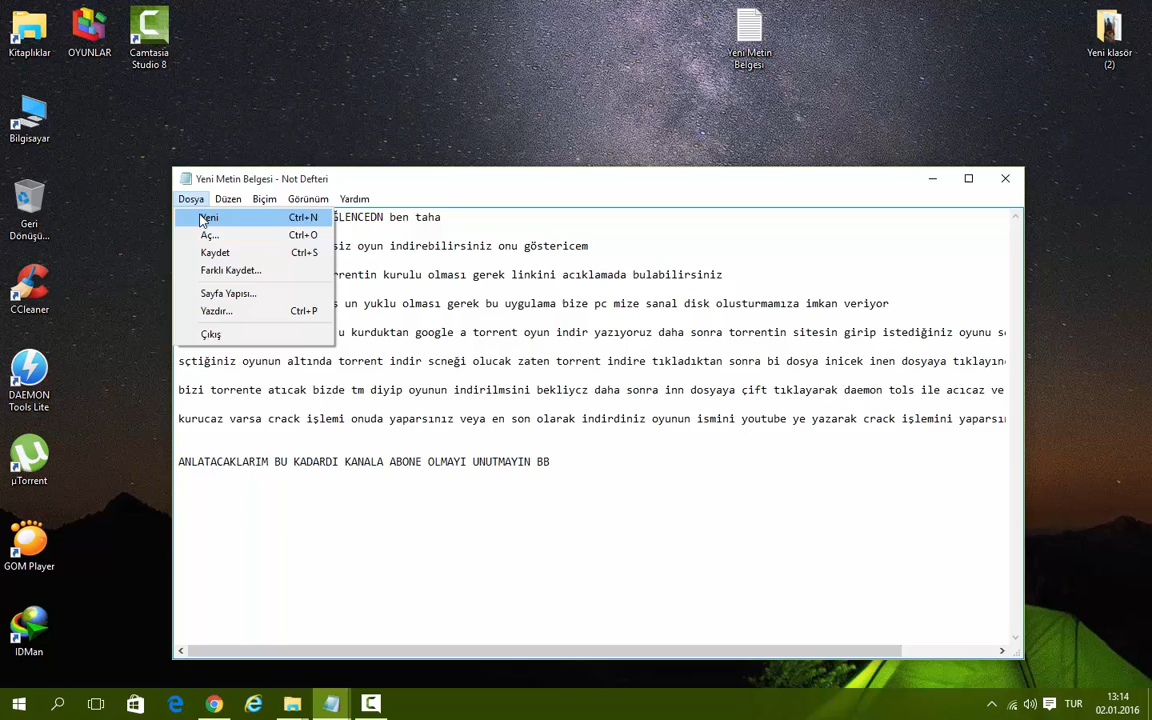 Kitaplıklar
OYUNLAR
Camtasia
Studio 8
Yeni Metin
Belgesi
Yeni klasör
(2)
Bilgisayar
Geri
Dönüşü...
CCleaner
DAEMON
Tools Lite
µTorrent
GOM Player
IDMan
Yeni Metin Belgesi - Not Defteri
Dosya Düzen Biçim Görünüm Yardım
Yeni Ctrl+N
Aç... Ctrl+O
Kaydet Ctrl+S
Farklı Kaydet...
Sayfa Yapısı...
Yazdır... Ctrl+P
Çıkış
ĞLENCEDN ben taha
siz oyun indirebilirsiniz onu göstericem
rrentin kurulu olması gerek linkini acıklamada bulabilirsiniz
s un yuklu olması gerek bu uygulama bize pc mize sanal disk olusturmamıza imkan veriyor
u kurduktan google a torrent oyun indir yazıyoruz daha sonra torrentin sitesin girip istediğiniz oyunu
sçtiğiniz oyunun altında torrent indir scneği olucak zaten torrent indire tıkladıktan sonra bi dosya inicek inen dosyaya
bizi torrente atıcak bizde tm diyip oyunun indirilmsini bekliycz daha sonra inn dosyaya çift tıklayarak daemon tols ile acıcaz ve
kurucaz varsa crack işlemi onuda yaparsınız veya en son olarak indirdiniz oyunun ismini youtube ye yazarak crack işlemini
ANLATACAKLARIM BU KADARDI KANALA ABONE OLMAYI UNUTMAYIN BB
TUR
13:14
02.01.2016